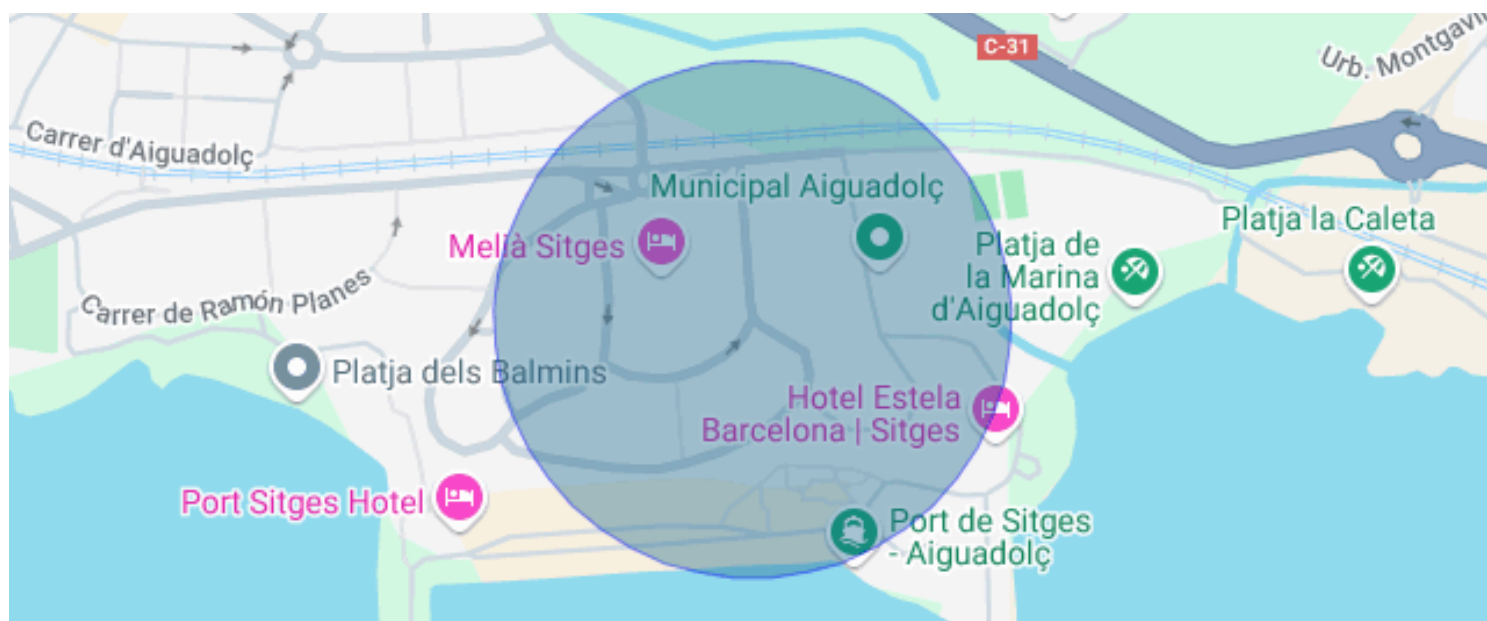 C-31
Urb. Montgavi
Carrer d'Aiguadolç
Municipal Aiguadolç
Melià Sitges
Platja de
la Marina
d'Aiguadolç
Platja la Caleta
Carrer de Ramón Planes
Platja dels Balmins
Hotel Estela
Barcelona | Sitges
Port Sitges Hotel
Port de Sitges
- Aiguadolç